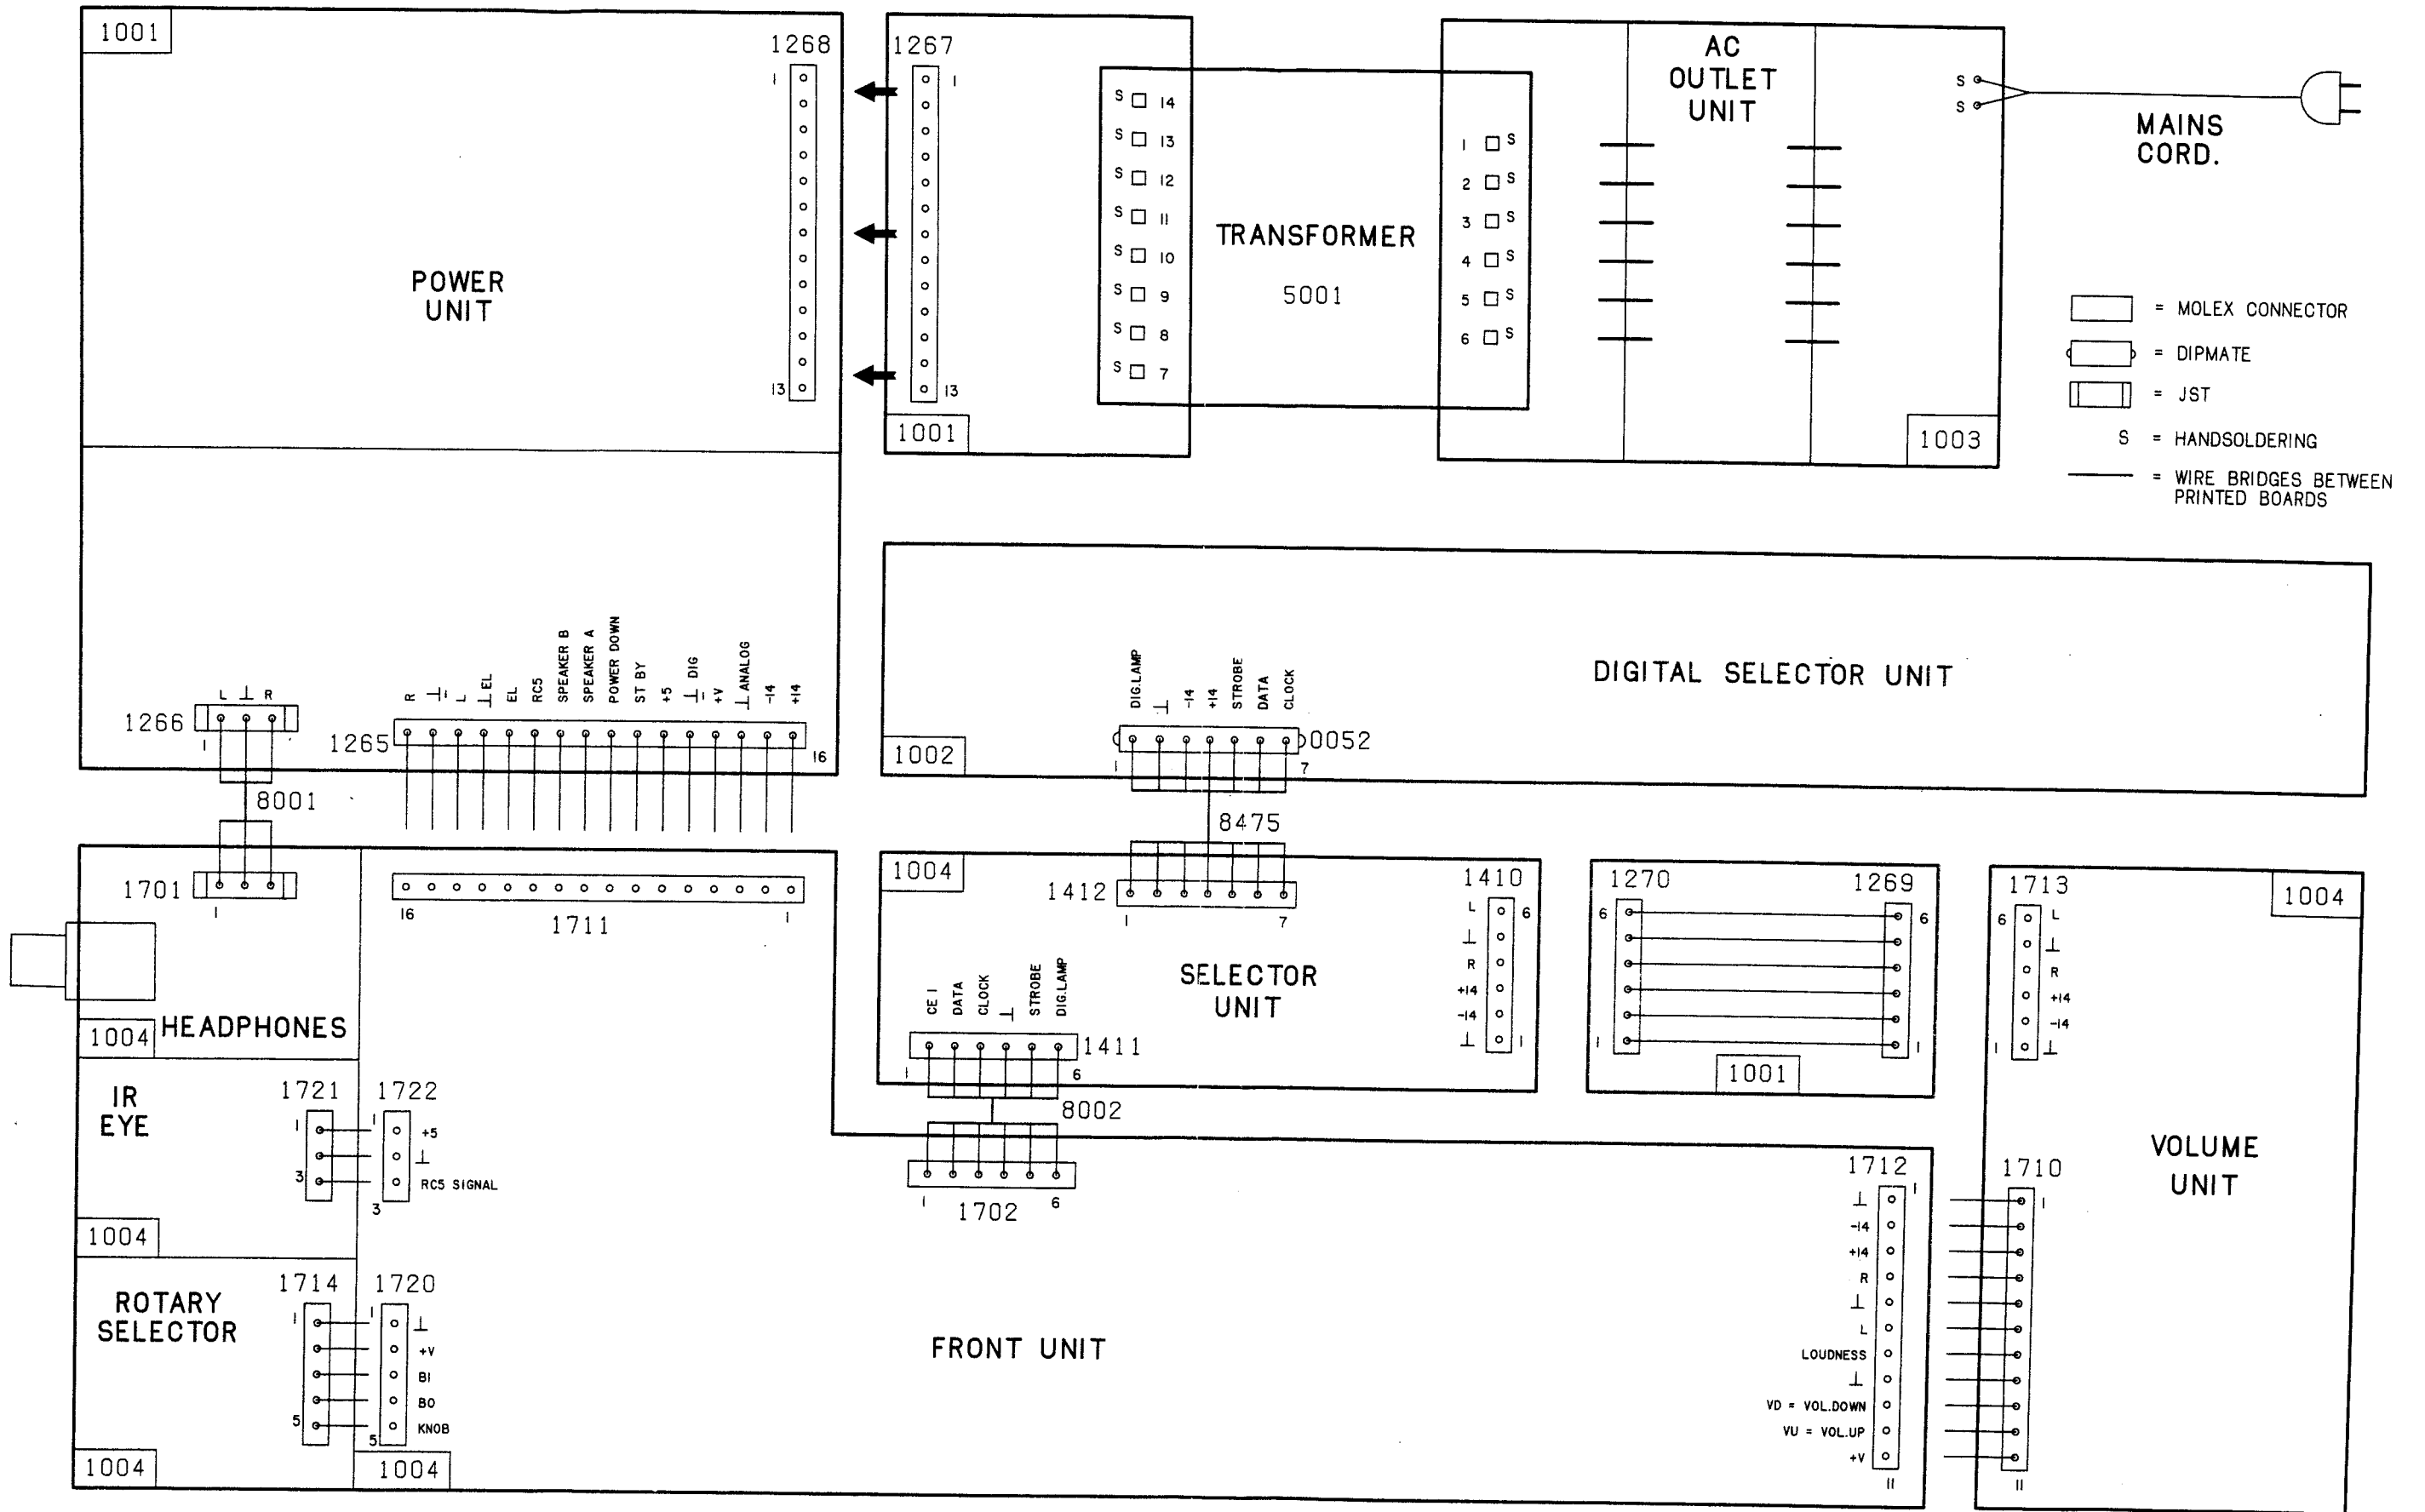 1001
1268
1
13
POWER
UNIT
1267
1
13
1001
S 14
S 13
S 12
S 11
S 10
S 9
S 8
S 7
TRANSFORMER
5001
1 S
2 S
3 S
4 S
5 S
6 S
AC
OUTLET
UNIT
1003
S
S
MAINS
CORD.
= MOLEX CONNECTOR
= DIPMATE
= JST
S = HANDSOLDERING
= WIRE BRIDGES BETWEEN
PRINTED BOARDS
L ⊥ R
1266
1
8001
R
⊥
L
⊥ EL
EL
RC5
SPEAKER B
SPEAKER A
POWER DOWN
ST BY
+5
⊥ DIG
+V
⊥ ANALOG
-14
+14
1265
16
DIG.LAMP
⊥
-14
+14
STROBE
DATA
CLOCK
0052
1 7
1002
DIGITAL SELECTOR UNIT
8475
1701
1
16 1
1711
1004
HEADPHONES
IR
EYE
1721
1
3
1722
1
+5
⊥
RC5 SIGNAL
3
1004
ROTARY
SELECTOR
1714
1
5
1720
1
⊥
+V
B1
B0
KNOB
5
1004
1004
FRONT UNIT
1004
1412
1 7
SELECTOR
UNIT
1410
L 6
⊥
R
+14
-14
⊥ 1
CE 1
DATA
CLOCK
⊥
STROBE
DIG.LAMP
1411
1 6
8002
1 6
1702
1270
6
1
1269
6
1
1001
1713
6 L
⊥
R
+14
-14
1 ⊥
1004
VOLUME
UNIT
1712
1
⊥
-14
+14
R
⊥
L
LOUDNESS
⊥
VD = VOL.DOWN
VU = VOL.UP
+V
11
1710
1
11